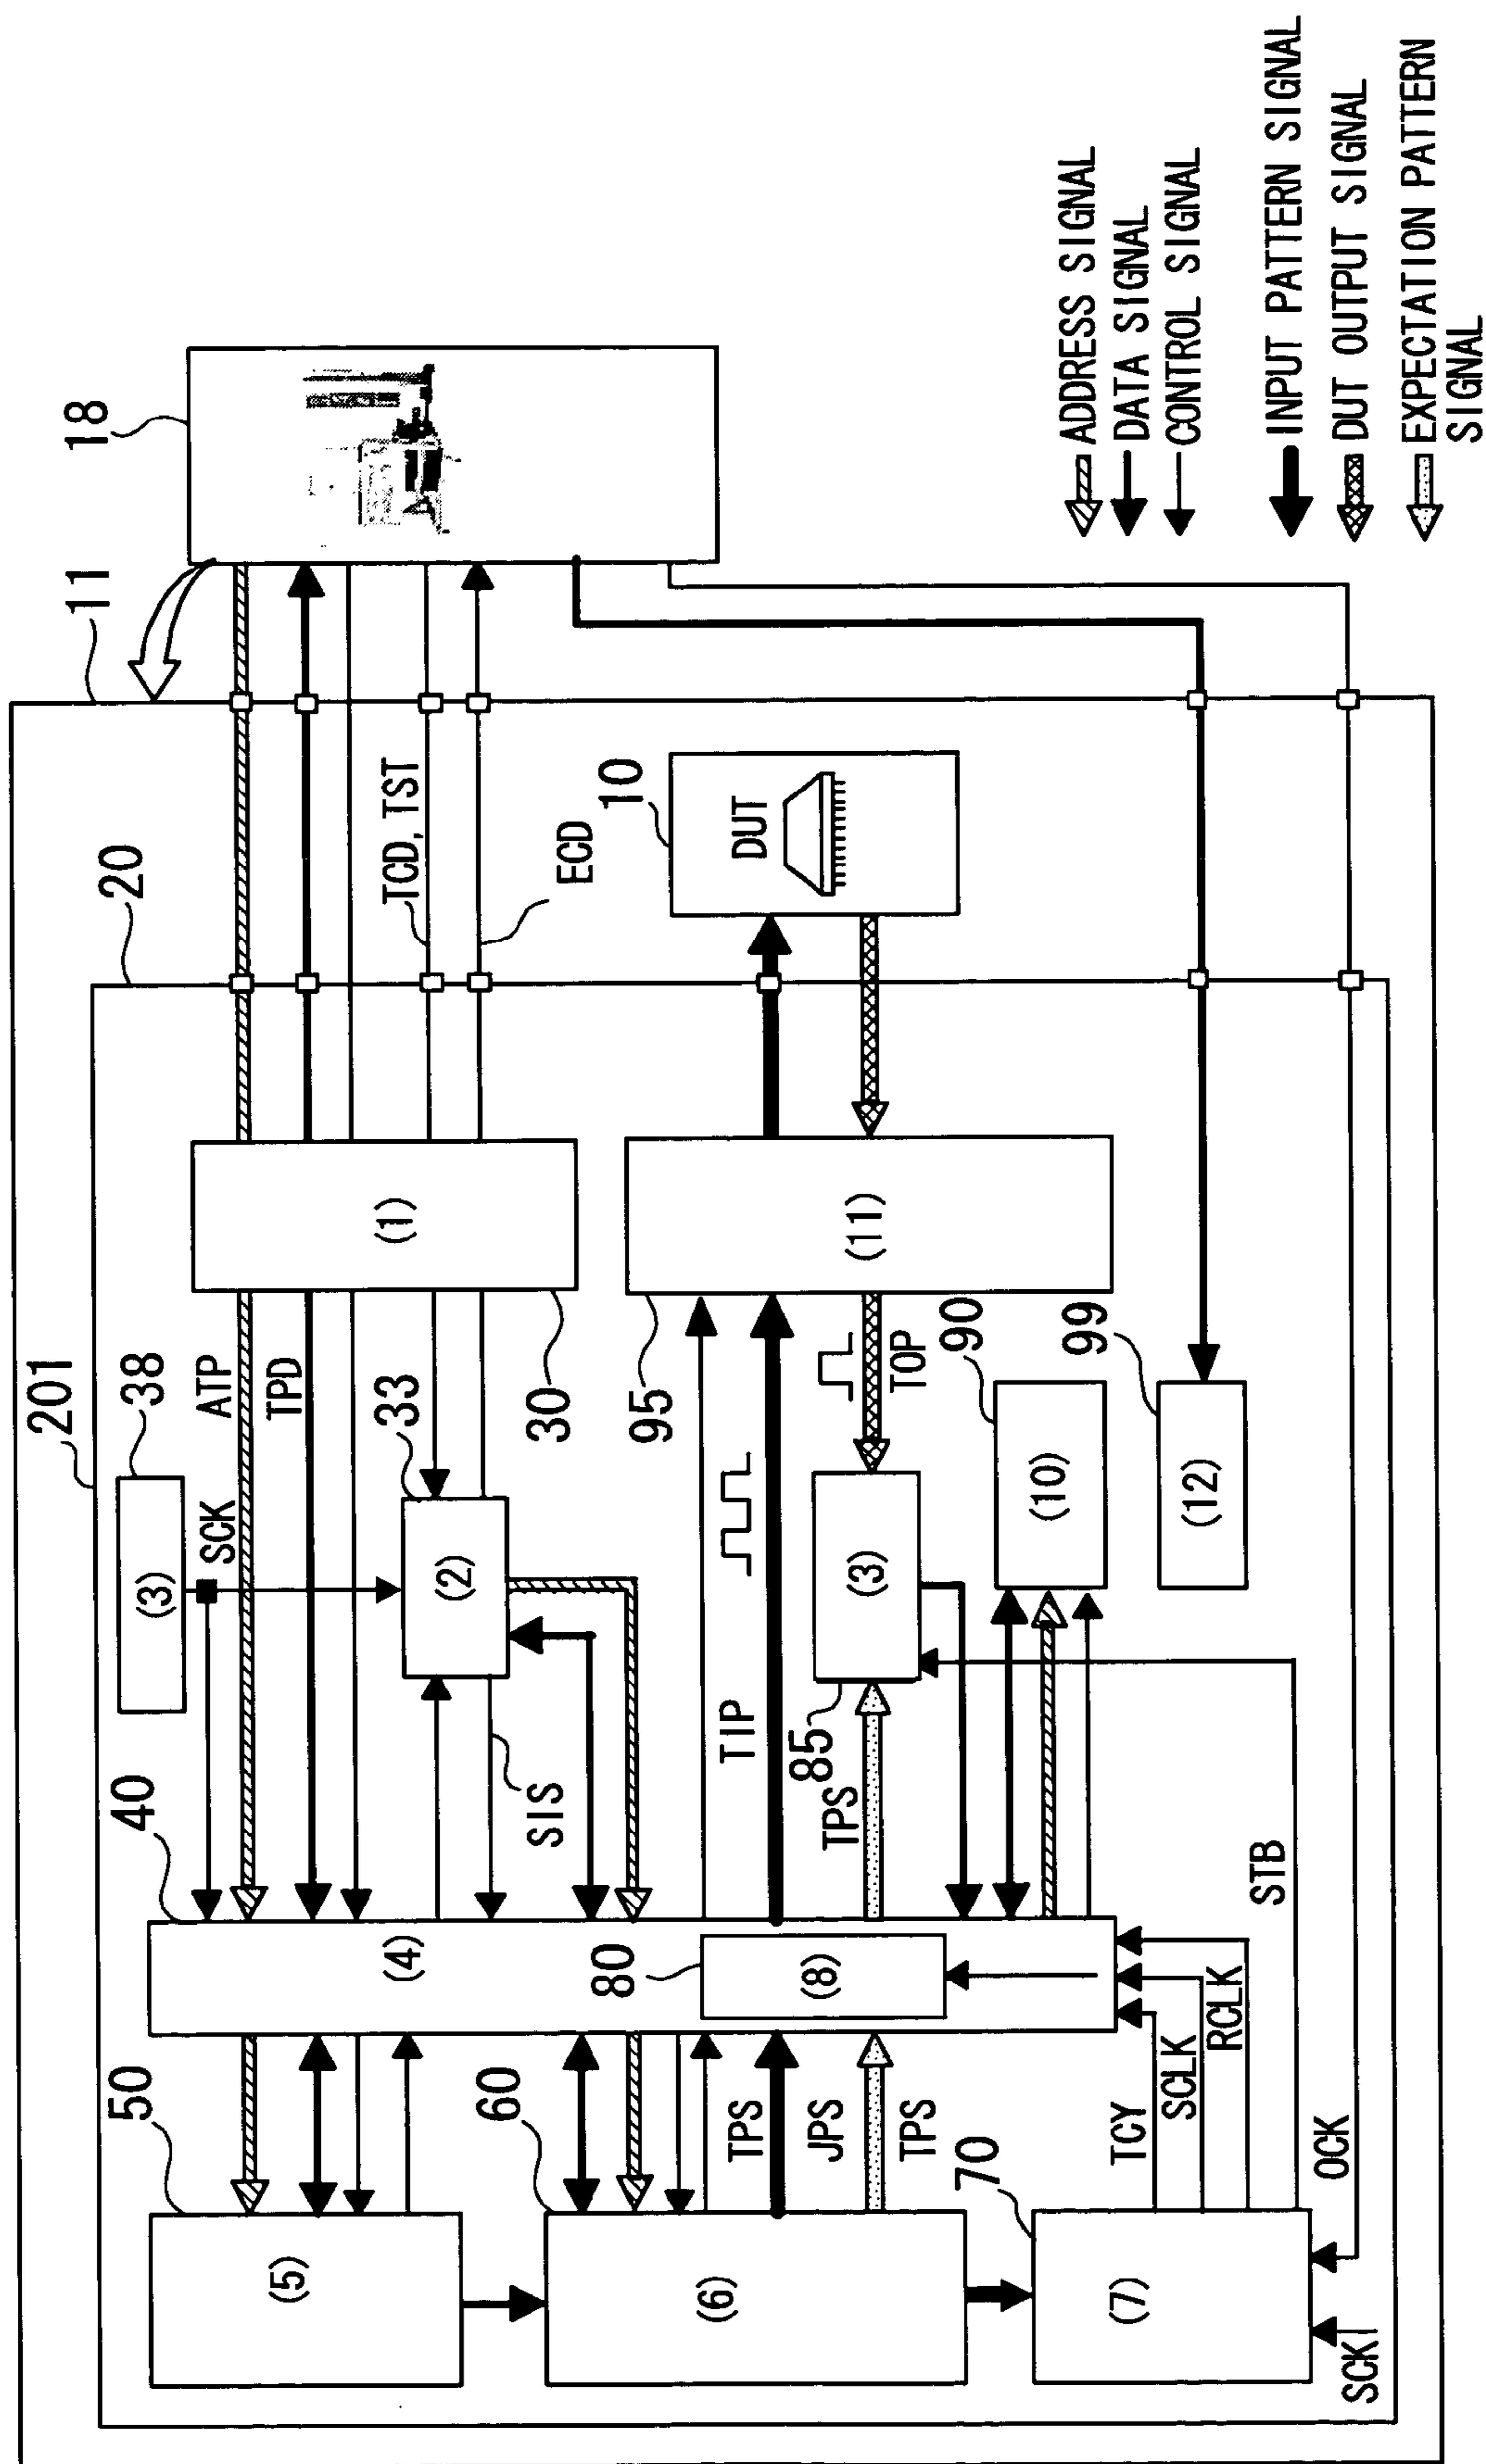 201
20
11
18
38
(3)
SCK
ATP
TPD
33
(2)
SIS
30
(1)
TCD, TST
ECD
10
DUT
40
(4)
80
(8)
50
(5)
60
(6)
TPS
JPS
TPS
70
(7)
TCY
SCLK
RCLK
STB
OCK
SCK
TIP
TPS
85
(3)
TOP
95
(11)
90
(10)
99
(12)
ADDRESS SIGNAL
DATA SIGNAL
CONTROL SIGNAL
INPUT PATTERN SIGNAL
DUT OUTPUT SIGNAL
EXPECTATION PATTERN
SIGNAL